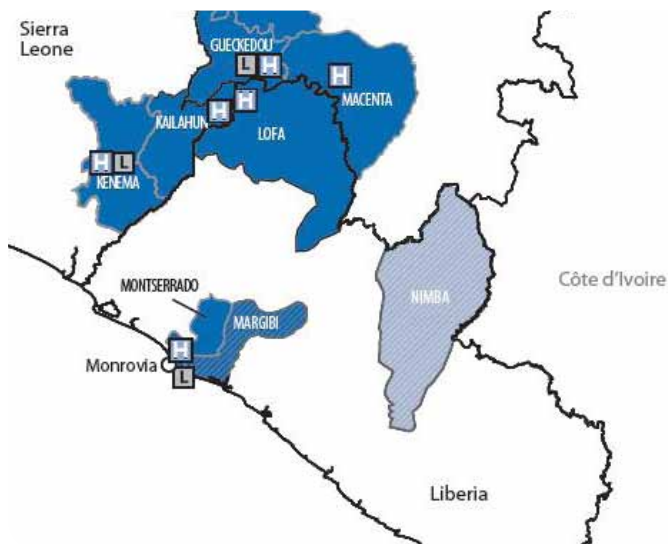 Sierra
Leone
GUECKEDOU
L H
H
MACENTA
H
H
KAILAHUN
LOFA
H L
KENEMA
MONTSERRADO
MARGIBI
NIMBA
Côte d'Ivoire
H
Monrovia
L
Liberia